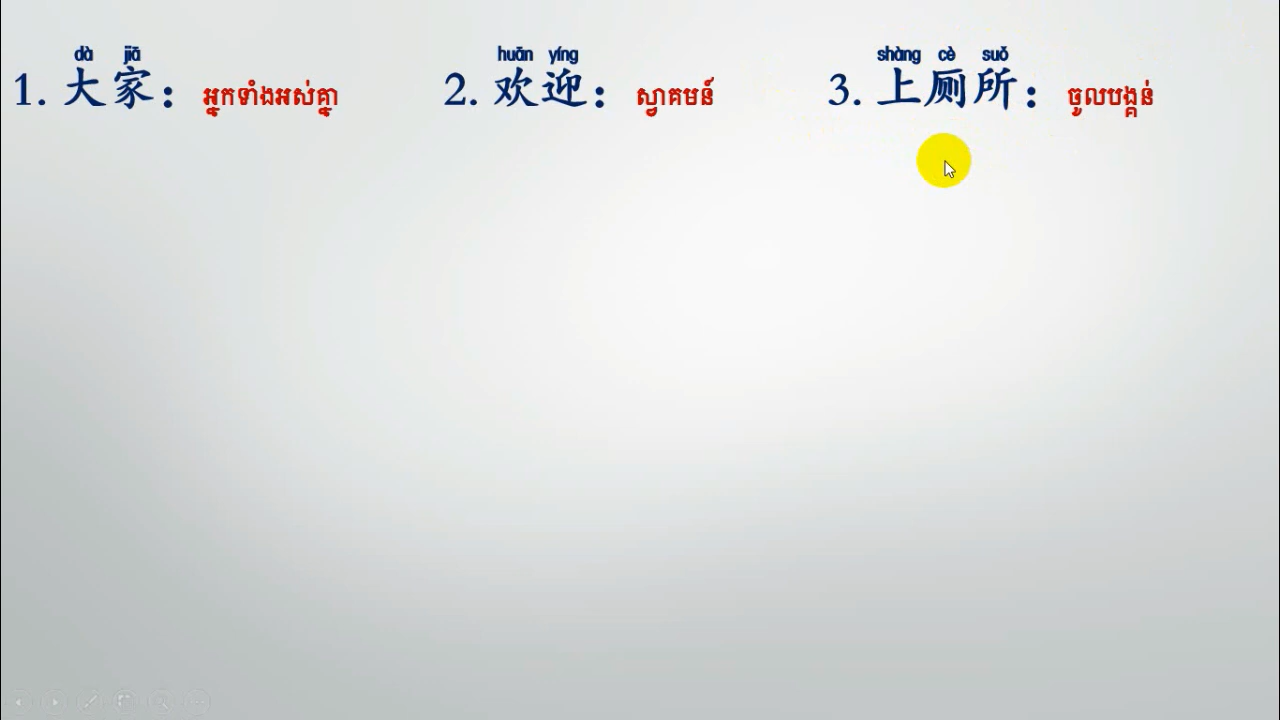 dà jiā huān yíng shàng cè suǒ
1. 大家：អ្នកទាំងអស់គ្នា 2. 欢迎：ស្វាគមន៍ 3. 上厕所：ចូលបង្គន់